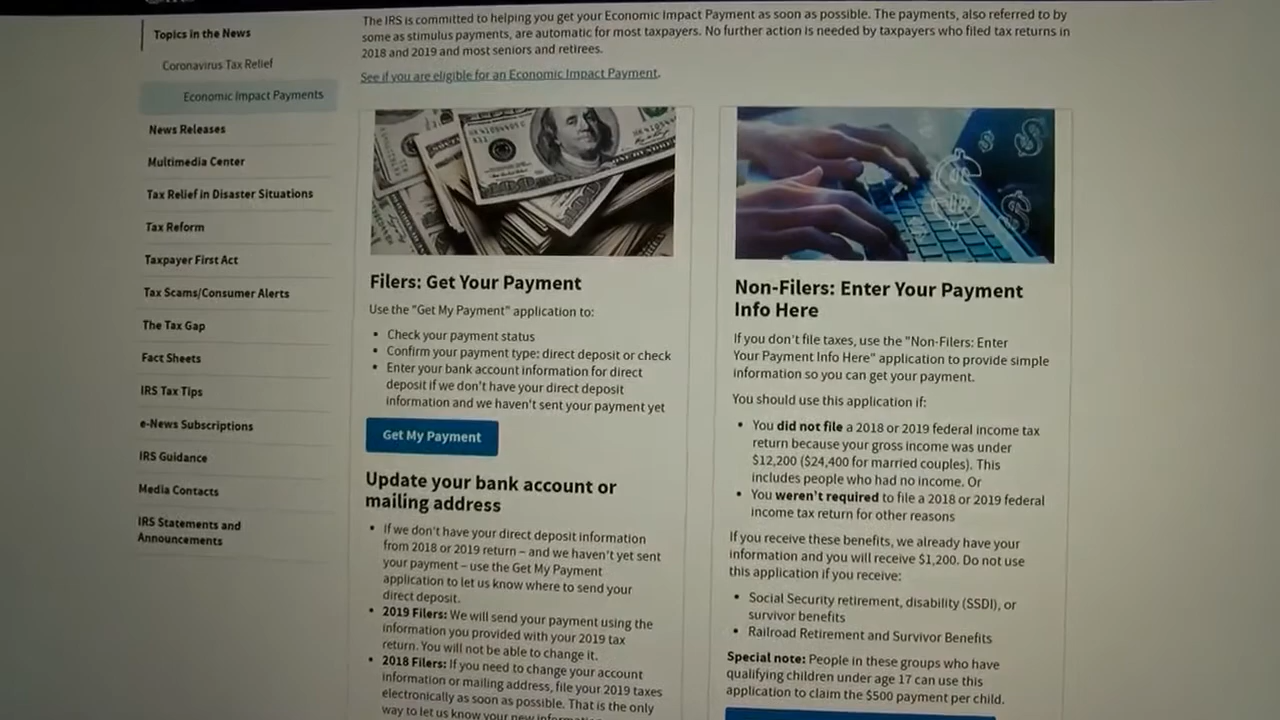 Topics in the News
Coronavirus Tax Relief
Economic Impact Payments
News Releases
Multimedia Center
Tax Relief in Disaster Situations
Tax Reform
Taxpayer First Act
Tax Scams/Consumer Alerts
The Tax Gap
Fact Sheets
IRS Tax Tips
e-News Subscriptions
IRS Guidance
Media Contacts
IRS Statements and
Announcements
The IRS is committed to helping you get your Economic Impact Payment as soon as possible. The payments, also referred to by
some as stimulus payments, are automatic for most taxpayers. No further action is needed by taxpayers who filed tax returns in
2018 and 2019 and most seniors and retirees.
See if you are eligible for an Economic Impact Payment.
Filers: Get Your Payment
Use the "Get My Payment" application to:
• Check your payment status
• Confirm your payment type: direct deposit or check
• Enter your bank account information for direct
deposit if we don't have your direct deposit
information and we haven't sent your payment yet
Get My Payment
Update your bank account or
mailing address
• If we don't have your direct deposit information
from 2018 or 2019 return – and we haven't yet sent
your payment – use the Get My Payment
application to let us know where to send your
direct deposit.
• 2019 Filers: We will send your payment using the
information you provided with your 2019 tax
return. You will not be able to change it.
• 2018 Filers: If you need to change your account
information or mailing address, file your 2019 taxes
electronically as soon as possible. That is the only
way to let us know your new information
Non-Filers: Enter Your Payment
Info Here
If you don't file taxes, use the "Non-Filers: Enter
Your Payment Info Here" application to provide simple
information so you can get your payment.
You should use this application if:
• You did not file a 2018 or 2019 federal income tax
return because your gross income was under
$12,200 ($24,400 for married couples). This
includes people who had no income. Or
• You weren't required to file a 2018 or 2019 federal
income tax return for other reasons
If you receive these benefits, we already have your
information and you will receive $1,200. Do not use
this application if you receive:
• Social Security retirement, disability (SSDI), or
survivor benefits
• Railroad Retirement and Survivor Benefits
Special note: People in these groups who have
qualifying children under age 17 can use this
application to claim the $500 payment per child.